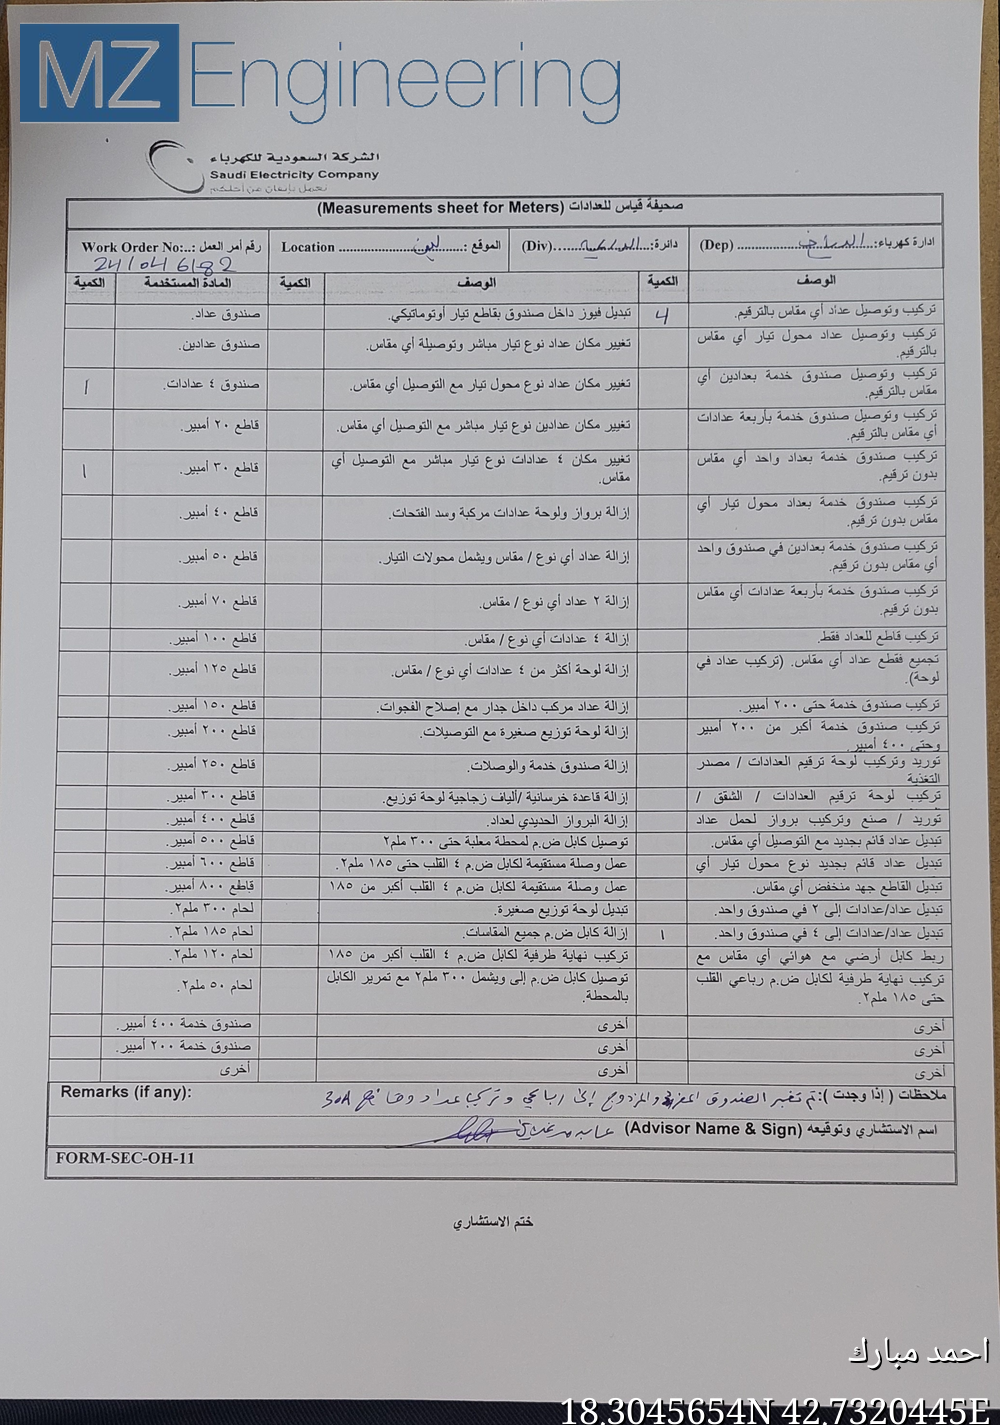 MZ Engineering
الشركة السعودية للكهرباء
Saudi Electricity Company
نعمل بإتقان من أجلكم
صحيفة قياس للعدادات (Measurements sheet for Meters)
ادارة كهرباء: (Dep) دائرة: (Div) الموقع: Location رقم أمر العمل: Work Order No:..
24/046182
الوصف الكمية الوصف الكمية المادة المستخدمة الكمية
تركيب وتوصيل عداد أي مقاس بالترقيم. 4 تبديل فيوز داخل صندوق بقاطع تيار أوتوماتيكي. صندوق عداد.
تركيب وتوصيل عداد محول تيار أي مقاس بالترقيم. تغيير مكان عداد نوع تيار مباشر وتوصيلة أي مقاس. صندوق عدادين.
تركيب وتوصيل صندوق خدمة بعدادين أي مقاس بالترقيم. تغيير مكان عداد نوع محول تيار مع التوصيل أي مقاس. صندوق ٤ عدادات. 1
تركيب وتوصيل صندوق خدمة بأربعة عدادات أي مقاس بالترقيم. تغيير مكان عدادين نوع تيار مباشر مع التوصيل أي مقاس. قاطع ٢٠ أمبير.
تركيب صندوق خدمة بعداد واحد أي مقاس بدون ترقيم. تغيير مكان ٤ عدادات نوع تيار مباشر مع التوصيل أي مقاس. قاطع ٣٠ أمبير. 1
تركيب صندوق خدمة بعداد محول تيار أي مقاس بدون ترقيم. إزالة برواز ولوحة عدادات مركبة وسد الفتحات. قاطع ٤٠ أمبير.
تركيب صندوق خدمة بعدادين في صندوق واحد أي مقاس بدون ترقيم. إزالة عداد أي نوع / مقاس ويشمل محولات التيار. قاطع ٥٠ أمبير.
تركيب صندوق خدمة بأربعة عدادات أي مقاس بدون ترقيم. إزالة ٢ عداد أي نوع / مقاس. قاطع ٧٠ أمبير.
تركيب قاطع للعداد فقط. إزالة ٤ عدادات أي نوع / مقاس. قاطع ١٠٠ أمبير.
تجميع فقطع عداد أي مقاس. (تركيب عداد في لوحة). إزالة لوحة أكثر من ٤ عدادات أي نوع / مقاس. قاطع ١٢٥ أمبير.
تركيب صندوق خدمة حتى ٢٠٠ أمبير. إزالة عداد مركب داخل جدار مع إصلاح الفجوات. قاطع ١٥٠ أمبير.
تركيب صندوق خدمة أكبر من ٢٠٠ أمبير وحتى ٤٠٠ أمبير. إزالة لوحة توزيع صغيرة مع التوصيلات. قاطع ٢٠٠ أمبير.
توريد وتركيب لوحة ترقيم العدادات / مصدر التغذية إزالة صندوق خدمة والوصلات. قاطع ٢٥٠ أمبير.
تركيب لوحة ترقيم العدادات / الشقق / إزالة قاعدة خرسانية /ألياف زجاجية لوحة توزيع. قاطع ٣٠٠ أمبير.
توريد / صنع وتركيب برواز لحمل عداد إزالة البرواز الحديدي لعداد. قاطع ٤٠٠ أمبير.
تبديل عداد قائم بجديد مع التوصيل أي مقاس. توصيل كابل ض.م لمحطة معلبة حتى ٣٠٠ ملم٢ قاطع ٥٠٠ أمبير.
تبديل عداد قائم بجديد نوع محول تيار أي عمل وصلة مستقيمة لكابل ض.م ٤ القلب حتى ١٨٥ ملم٢. قاطع ٦٠٠ أمبير.
تبديل القاطع جهد منخفض أي مقاس. عمل وصلة مستقيمة لكابل ض.م ٤ القلب أكبر من ١٨٥ قاطع ٨٠٠ أمبير.
تبديل عداد/عدادات إلى ٢ في صندوق واحد. تبديل لوحة توزيع صغيرة. لحام ٣٠٠ ملم٢.
تبديل عداد/عدادات إلى ٤ في صندوق واحد. 1 إزالة كابل ض.م جميع المقاسات. لحام ١٨٥ ملم٢.
ربط كابل أرضي مع هوائي أي مقاس مع تركيب نهاية طرفية لكابل ض.م ٤ القلب أكبر من ١٨٥ لحام ١٢٠ ملم٢.
تركيب نهاية طرفية لكابل ض.م رباعي القلب حتى ١٨٥ ملم٢. توصيل كابل ض.م إلى ويشمل ٣٠٠ ملم٢ مع تمرير الكابل بالمحطة. لحام ٥٠ ملم٢.
أخرى أخرى صندوق خدمة ٤٠٠ أمبير.
أخرى أخرى صندوق خدمة ٢٠٠ أمبير.
أخرى أخرى أخرى
ملاحظات ( إذا وجدت ): تم تغير الصندوق المفرد والمزدوج إلى رباعي وتركيب عداد وقاطع 30A Remarks (if any):
اسم الاستشاري وتوقيعه (Advisor Name & Sign)
FORM-SEC-OH-11
ختم الاستشاري
احمد مبارك
18.3045654N 42.7320445E